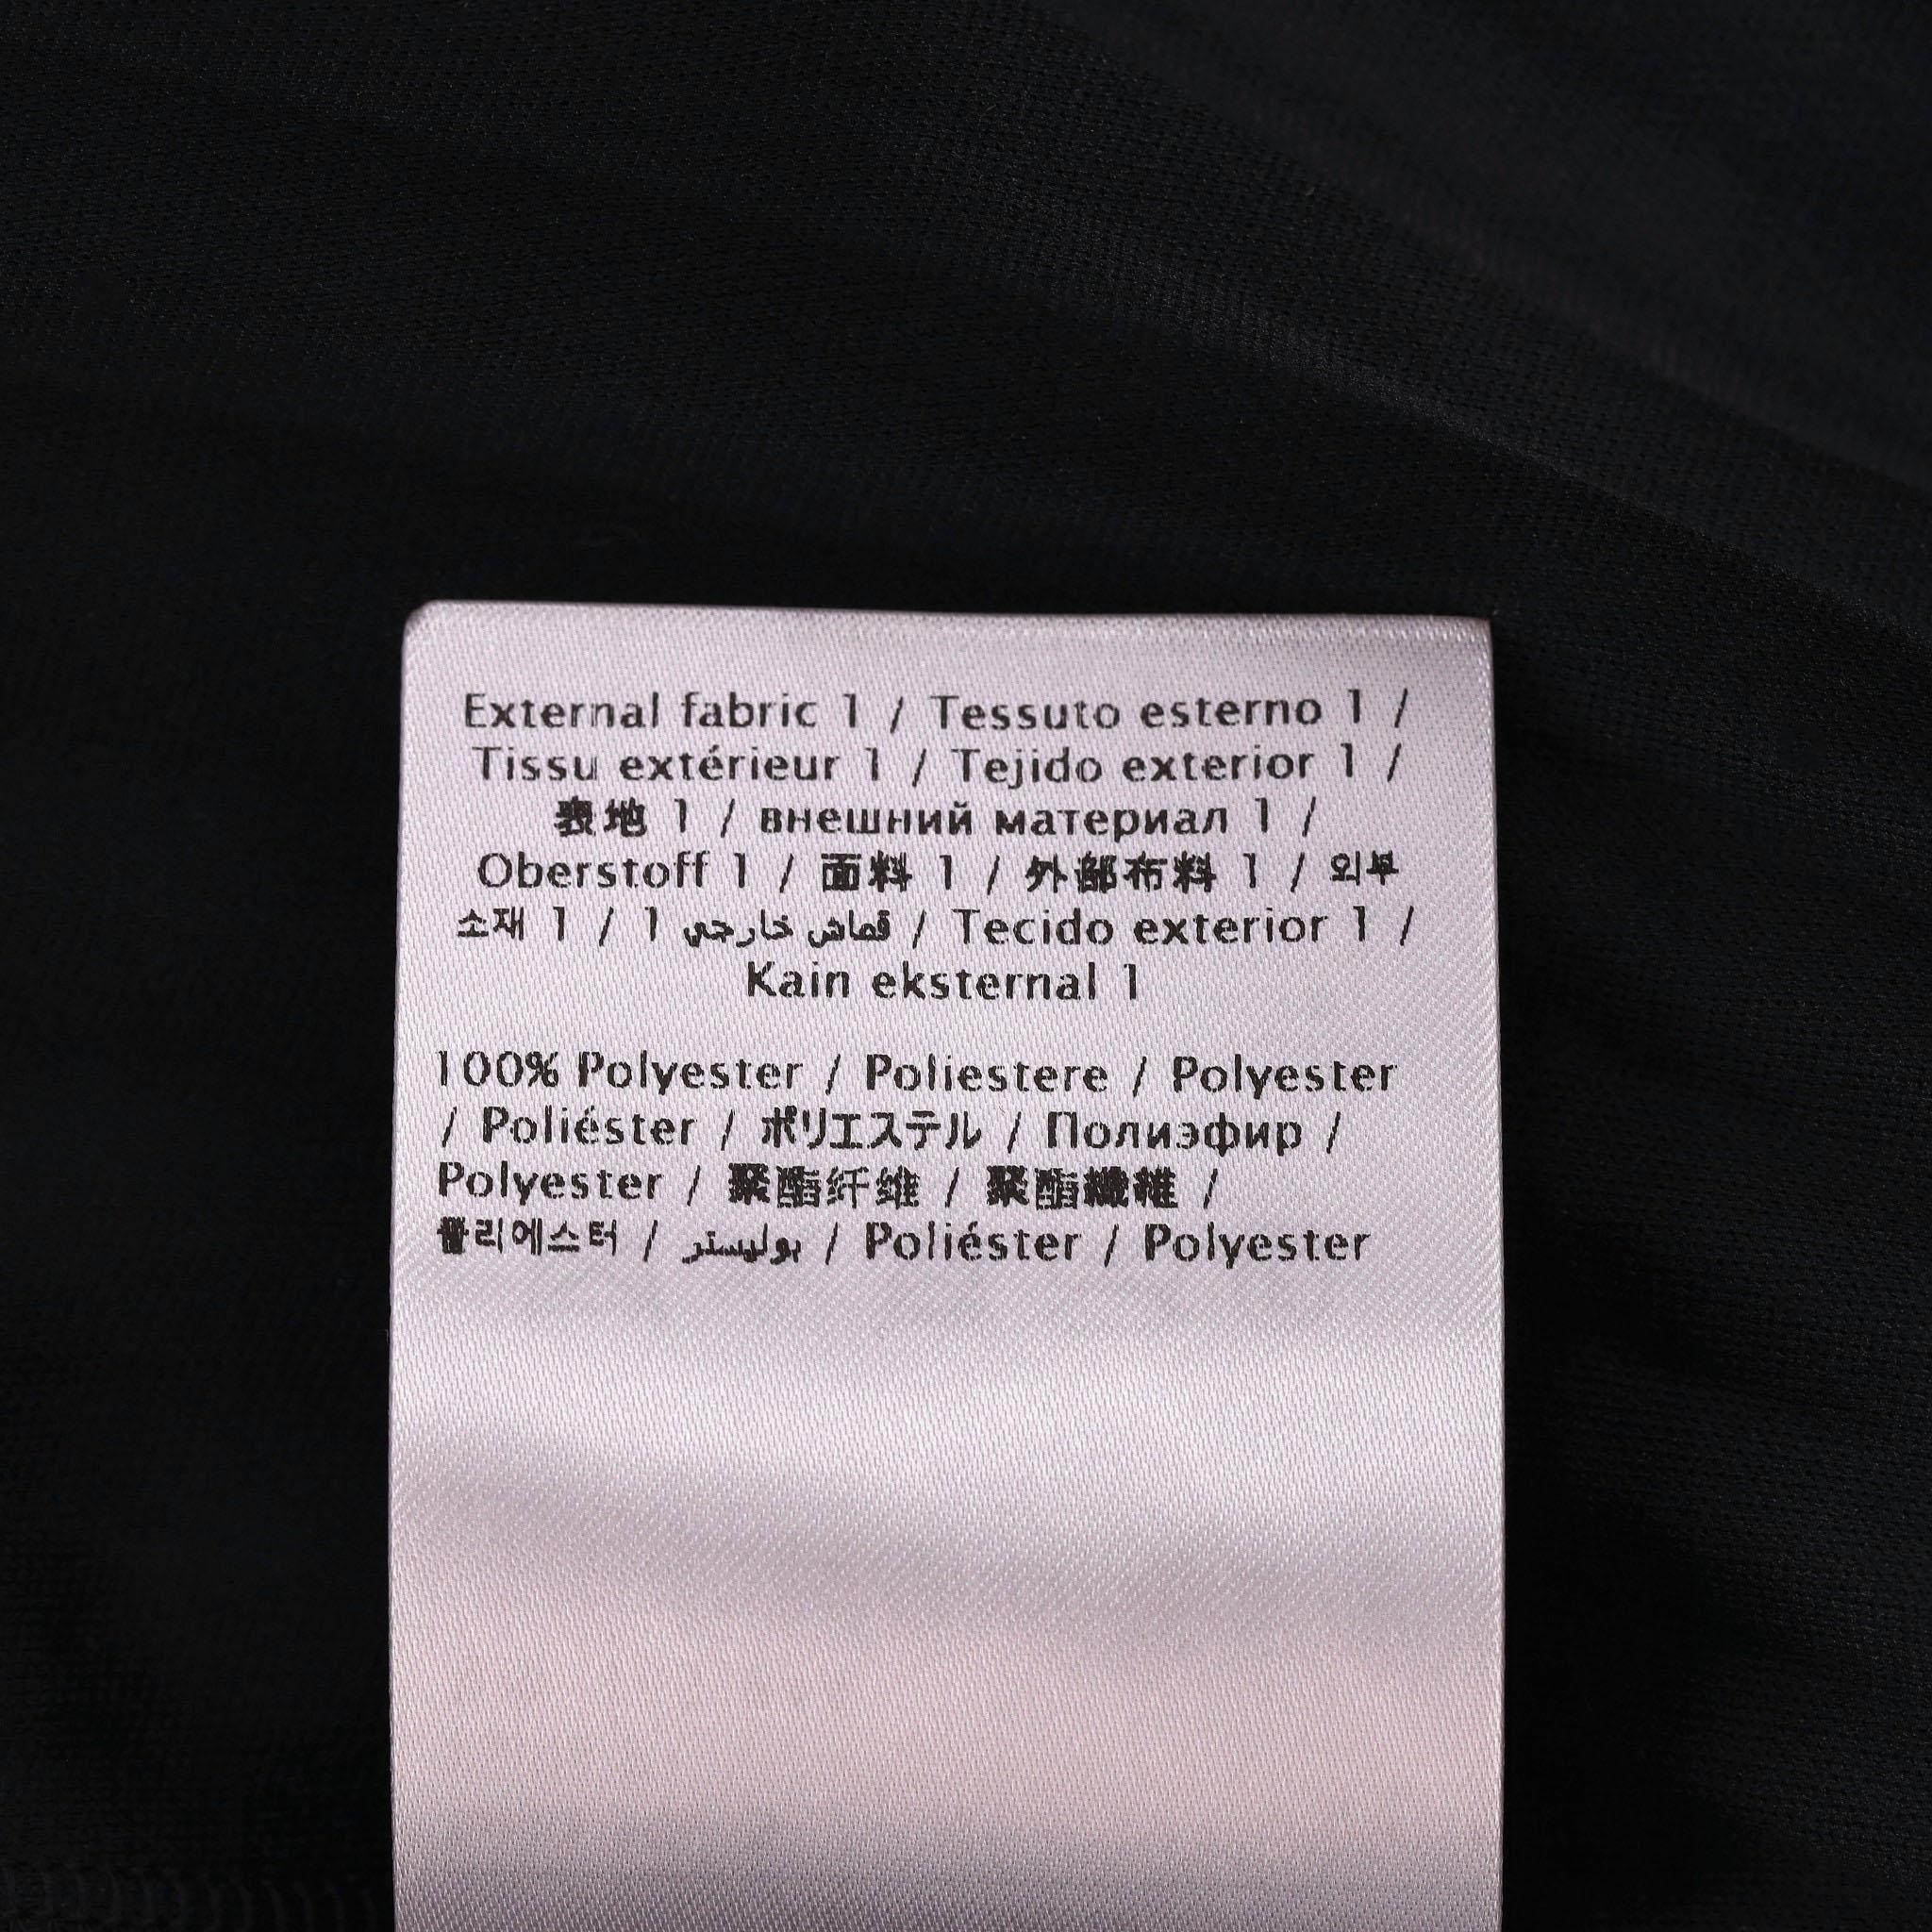 External fabric 1 / Tessuto esterno 1 /
Tissu extérieur 1 / Tejido exterior 1 /
表地 1 / внешний материал 1 /
Oberstoff 1 / 面料 1 / 外部布料 1 / 외부
소재 1 / 1 قماش خارجي / Tecido exterior 1 /
Kain eksternal 1
100% Polyester / Poliestere / Polyester
/ Poliéster / ポリエステル / Полиэфир /
Polyester / 聚酯纤维 / 聚酯纖維 /
폴리에스터 / بوليستر / Poliéster / Polyester